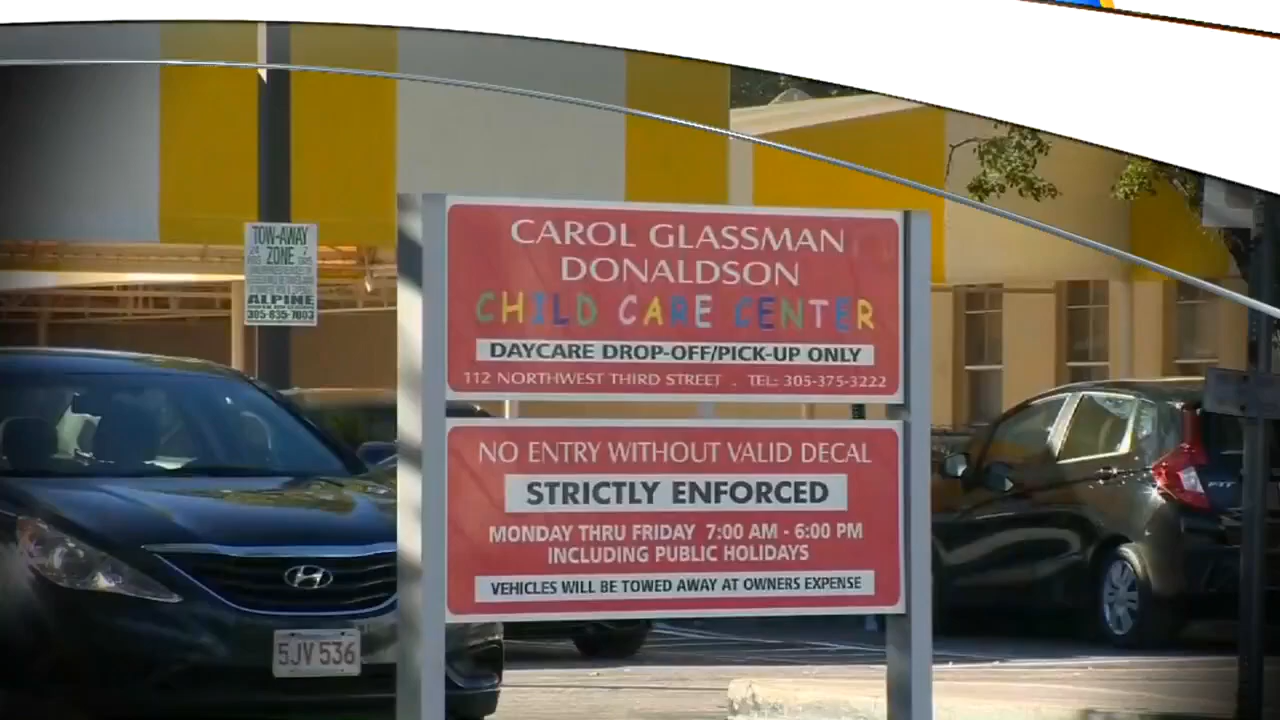 TOW-AWAY
ZONE
ALPINE
305-835-7803
CAROL GLASSMAN
DONALDSON
CHILD CARE CENTER
DAYCARE DROP-OFF/PICK-UP ONLY
112 NORTHWEST THIRD STREET . TEL: 305-375-3222
NO ENTRY WITHOUT VALID DECAL
STRICTLY ENFORCED
MONDAY THRU FRIDAY 7:00 AM - 6:00 PM
INCLUDING PUBLIC HOLIDAYS
VEHICLES WILL BE TOWED AWAY AT OWNERS EXPENSE
5JV 536
FIT